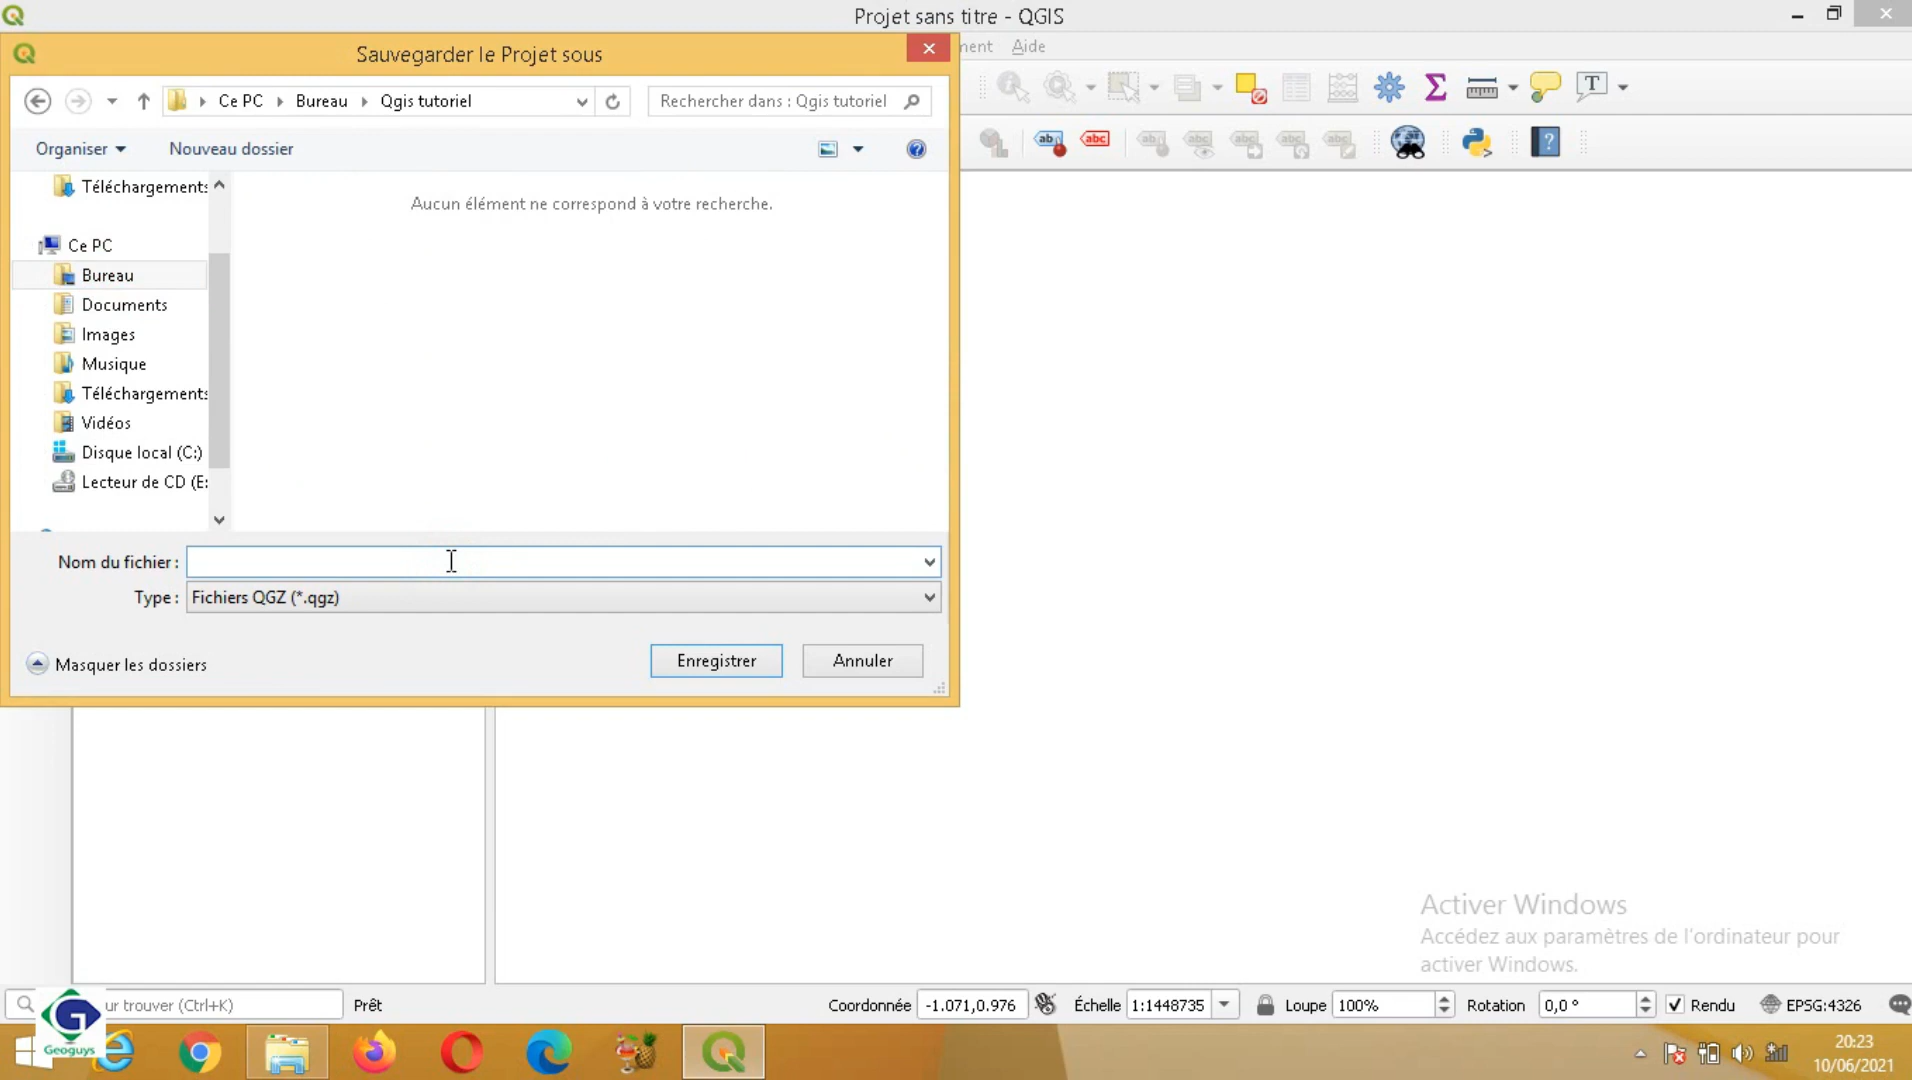 Projet sans titre - QGIS
Sauvegarder le Projet sous
ment Aide
Ce PC Bureau Qgis tutoriel
Rechercher dans : Qgis tutoriel
Organiser
Nouveau dossier
Téléchargements
Aucun élément ne correspond à votre recherche.
Ce PC
Bureau
Documents
Images
Musique
Téléchargements
Vidéos
Disque local (C:)
Lecteur de CD (E:
Nom du fichier :
Type : Fichiers QGZ (*.qgz)
Masquer les dossiers
Enregistrer
Annuler
Activer Windows
Accédez aux paramètres de l'ordinateur pour
activer Windows.
ur trouver (Ctrl+K)
Prêt
Coordonnée -1.071,0.976
Échelle 1:1448735
Loupe 100%
Rotation 0,0 °
Rendu
EPSG:4326
Geoguys
20:23
10/06/2021
T
ab
abc